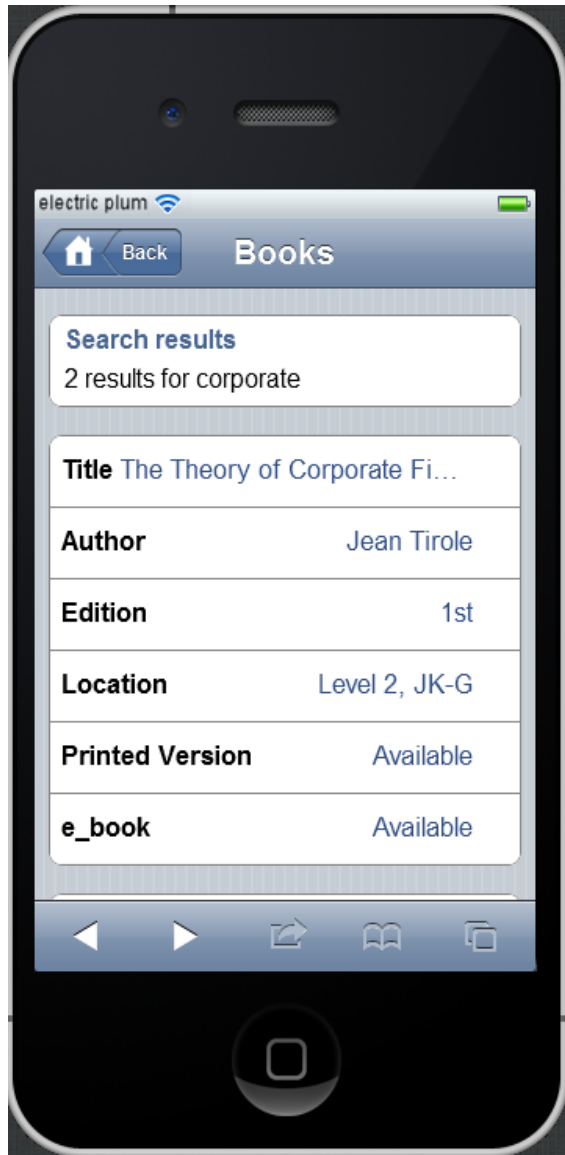 electric plum
Back Books
Search results
2 results for corporate
Title The Theory of Corporate Fi...
Author Jean Tirole
Edition 1st
Location Level 2, JK-G
Printed Version Available
e_book Available